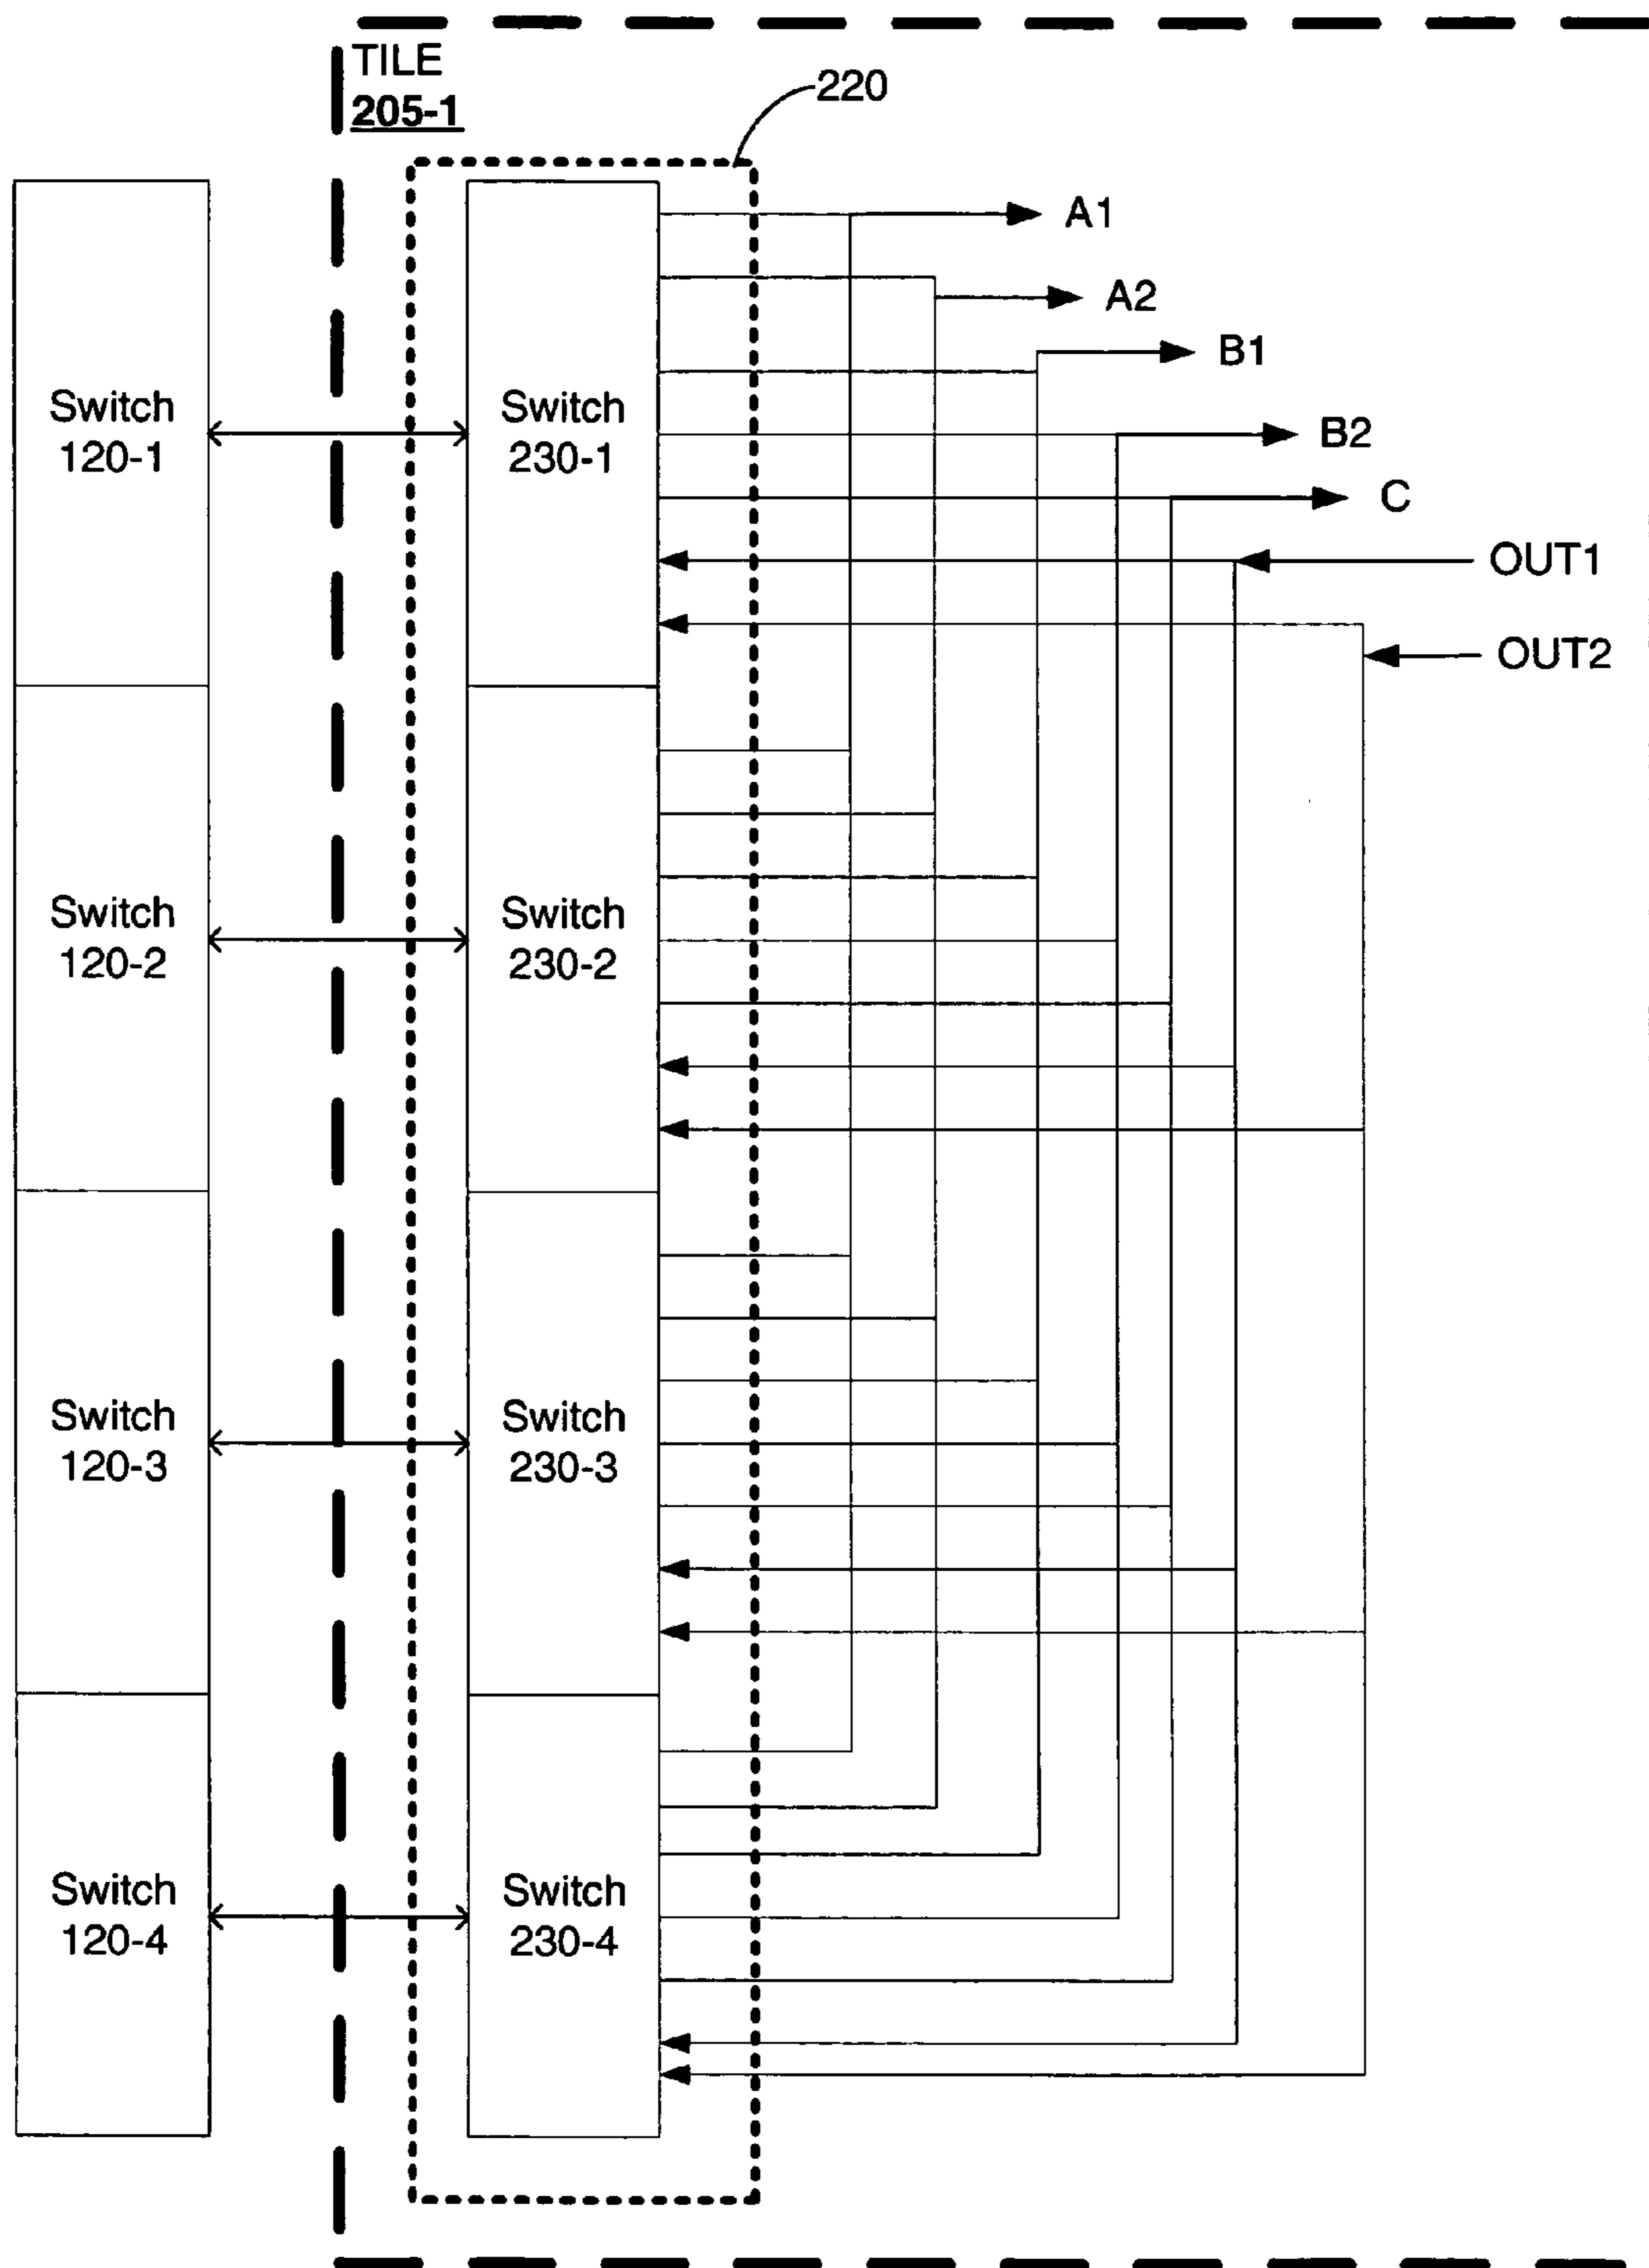 TILE
205-1
220
A1
A2
B1
B2
C
OUT1
OUT2
Switch
120-1
Switch
230-1
Switch
120-2
Switch
230-2
Switch
120-3
Switch
230-3
Switch
120-4
Switch
230-4